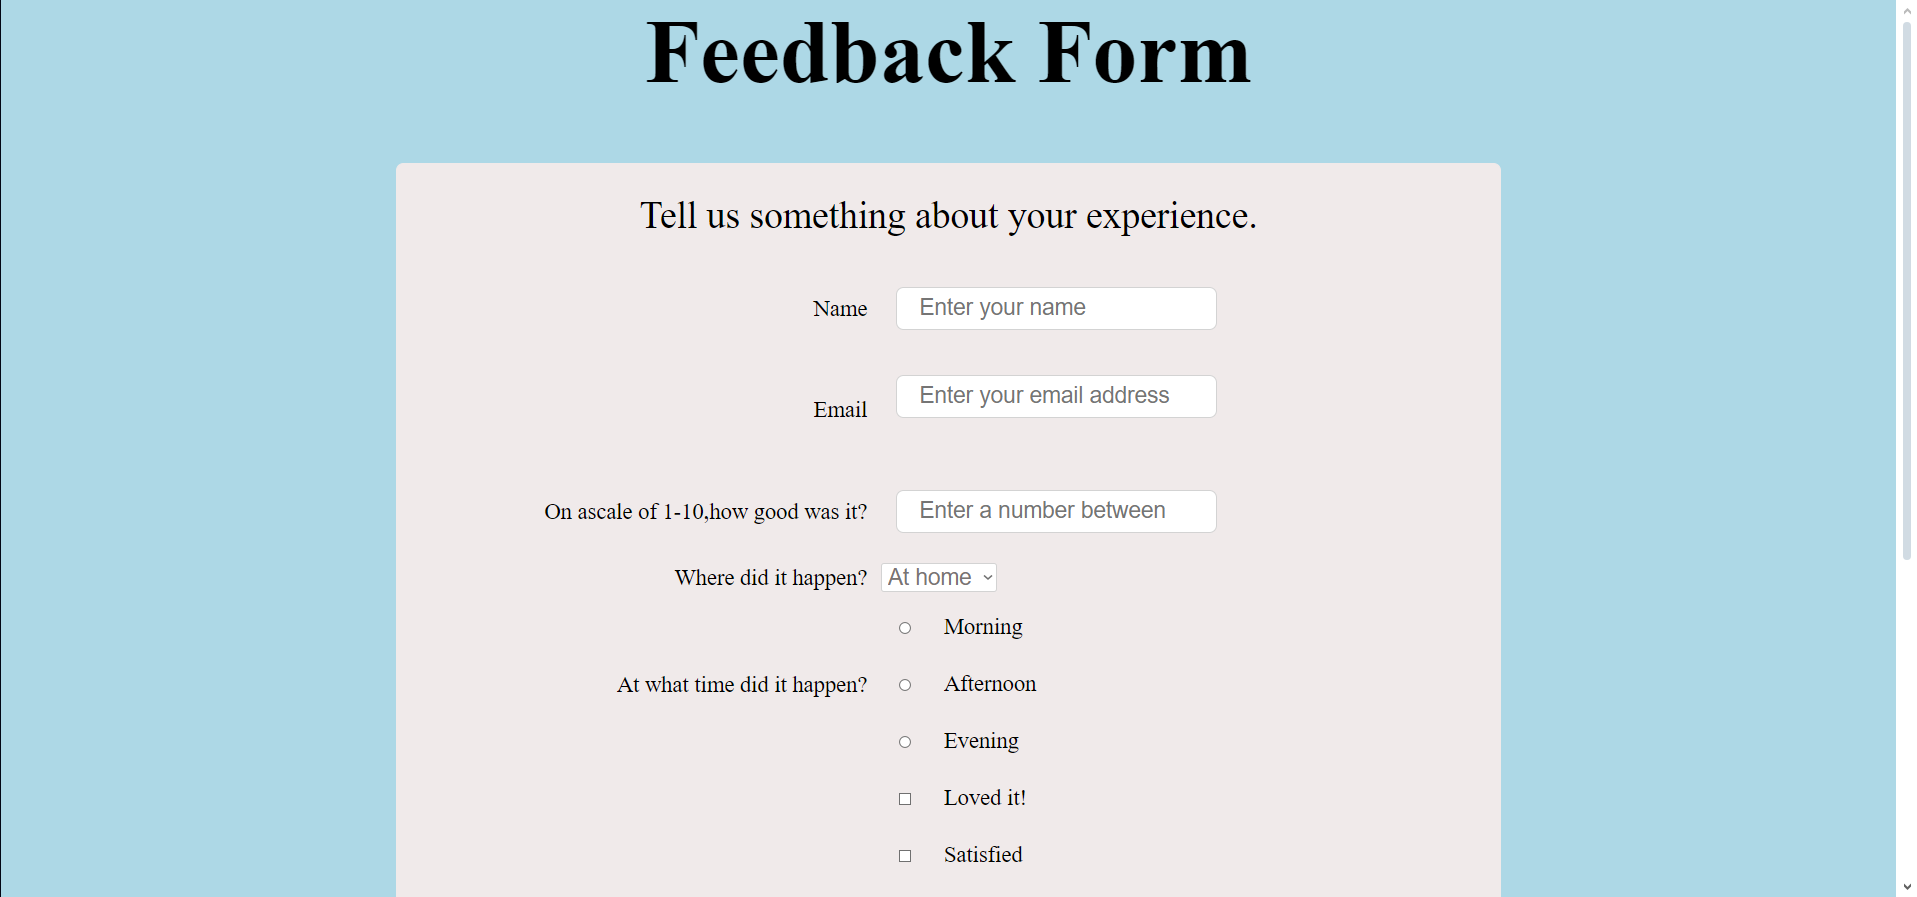 Feedback Form
Tell us something about your experience.
Name Enter your name
Email Enter your email address
On ascale of 1-10,how good was it? Enter a number between
Where did it happen? At home
Morning
At what time did it happen? Afternoon
Evening
Loved it!
Satisfied